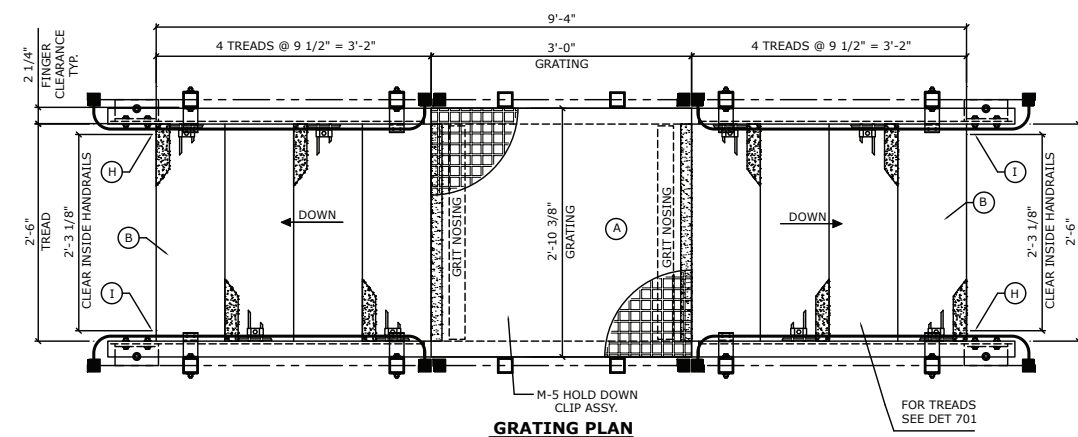 9'-4"
4 TREADS @ 9 1/2" = 3'-2"
3'-0"
GRATING
4 TREADS @ 9 1/2" = 3'-2"
2 1/4"
FINGER
CLEARANCE
TYP.
H
I
2'-6"
TREAD
2'-3 1/8"
CLEAR INSIDE HANDRAILS
B
DOWN
GRIT NOSING
2'-10 3/8"
GRATING
A
GRIT NOSING
DOWN
B
CLEAR INSIDE HANDRAILS
2'-3 1/8"
2'-6"
I
H
M-5 HOLD DOWN
CLIP ASSY.
FOR TREADS
SEE DET 701
GRATING PLAN